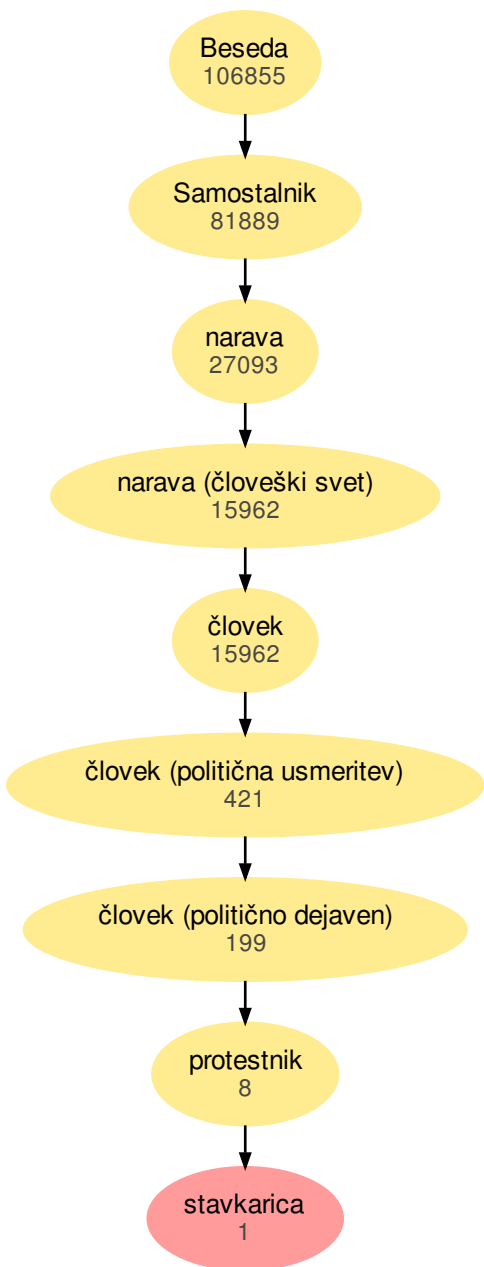 Beseda
106855
Samostalnik
81889
narava
27093
narava (človeški svet)
15962
človek
15962
človek (politična usmeritev)
421
človek (politično dejaven)
199
protestnik
8
stavkarica
1